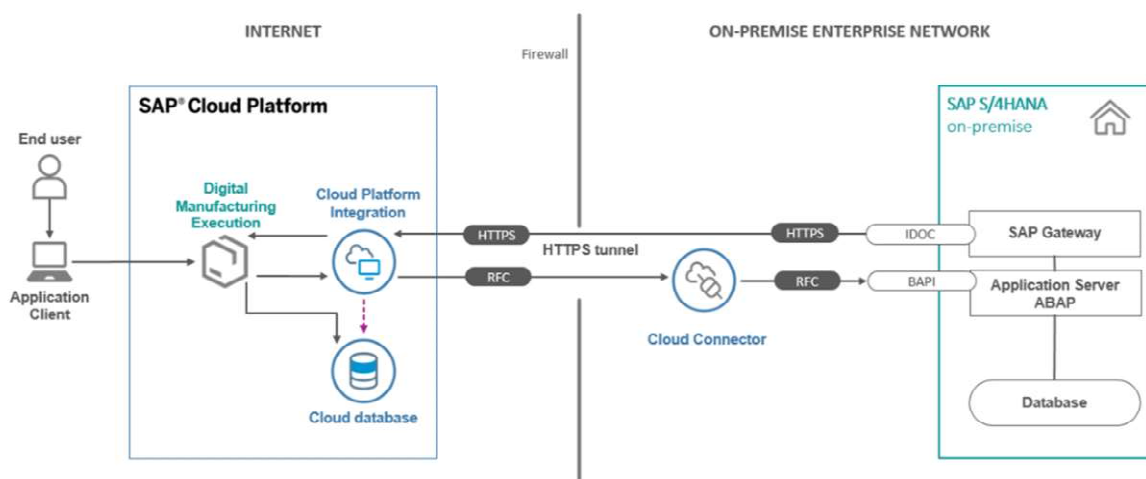 INTERNET
ON-PREMISE ENTERPRISE NETWORK
Firewall
SAP® Cloud Platform
SAP S/4HANA
on-premise
End user
Digital
Manufacturing
Execution
Cloud Platform
Integration
HTTPS
HTTPS
IDOC
SAP Gateway
HTTPS tunnel
RFC
RFC
BAPI
Application Server
ABAP
Application
Client
Cloud Connector
Cloud database
Database